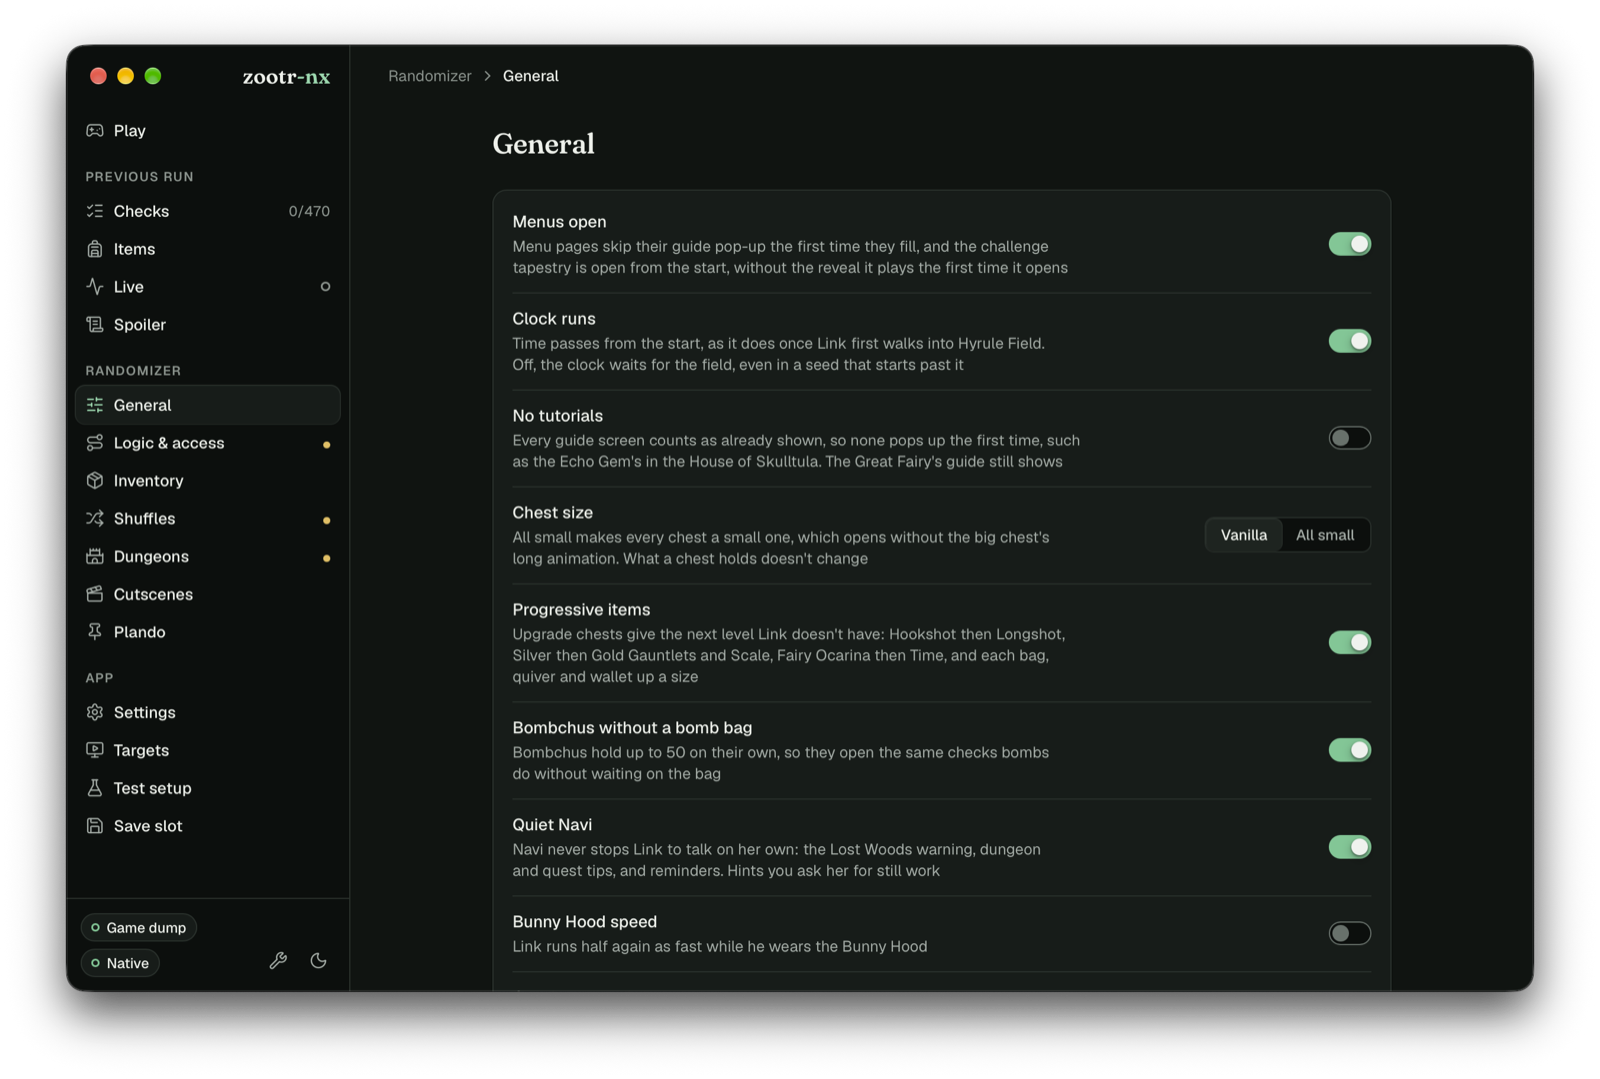 zootr-nx
Play
PREVIOUS RUN
Checks 0/470
Items
Live
Spoiler
RANDOMIZER
General
Logic & access
Inventory
Shuffles
Dungeons
Cutscenes
Plando
APP
Settings
Targets
Test setup
Save slot
Game dump
Native
Randomizer > General
General
Menus open
Menu pages skip their guide pop-up the first time they fill, and the challenge
tapestry is open from the start, without the reveal it plays the first time it opens
Clock runs
Time passes from the start, as it does once Link first walks into Hyrule Field.
Off, the clock waits for the field, even in a seed that starts past it
No tutorials
Every guide screen counts as already shown, so none pops up the first time, such
as the Echo Gem's in the House of Skulltula. The Great Fairy's guide still shows
Chest size
All small makes every chest a small one, which opens without the big chest's
long animation. What a chest holds doesn't change
Vanilla All small
Progressive items
Upgrade chests give the next level Link doesn't have: Hookshot then Longshot,
Silver then Gold Gauntlets and Scale, Fairy Ocarina then Time, and each bag,
quiver and wallet up a size
Bombchus without a bomb bag
Bombchus hold up to 50 on their own, so they open the same checks bombs
do without waiting on the bag
Quiet Navi
Navi never stops Link to talk on her own: the Lost Woods warning, dungeon
and quest tips, and reminders. Hints you ask her for still work
Bunny Hood speed
Link runs half again as fast while he wears the Bunny Hood